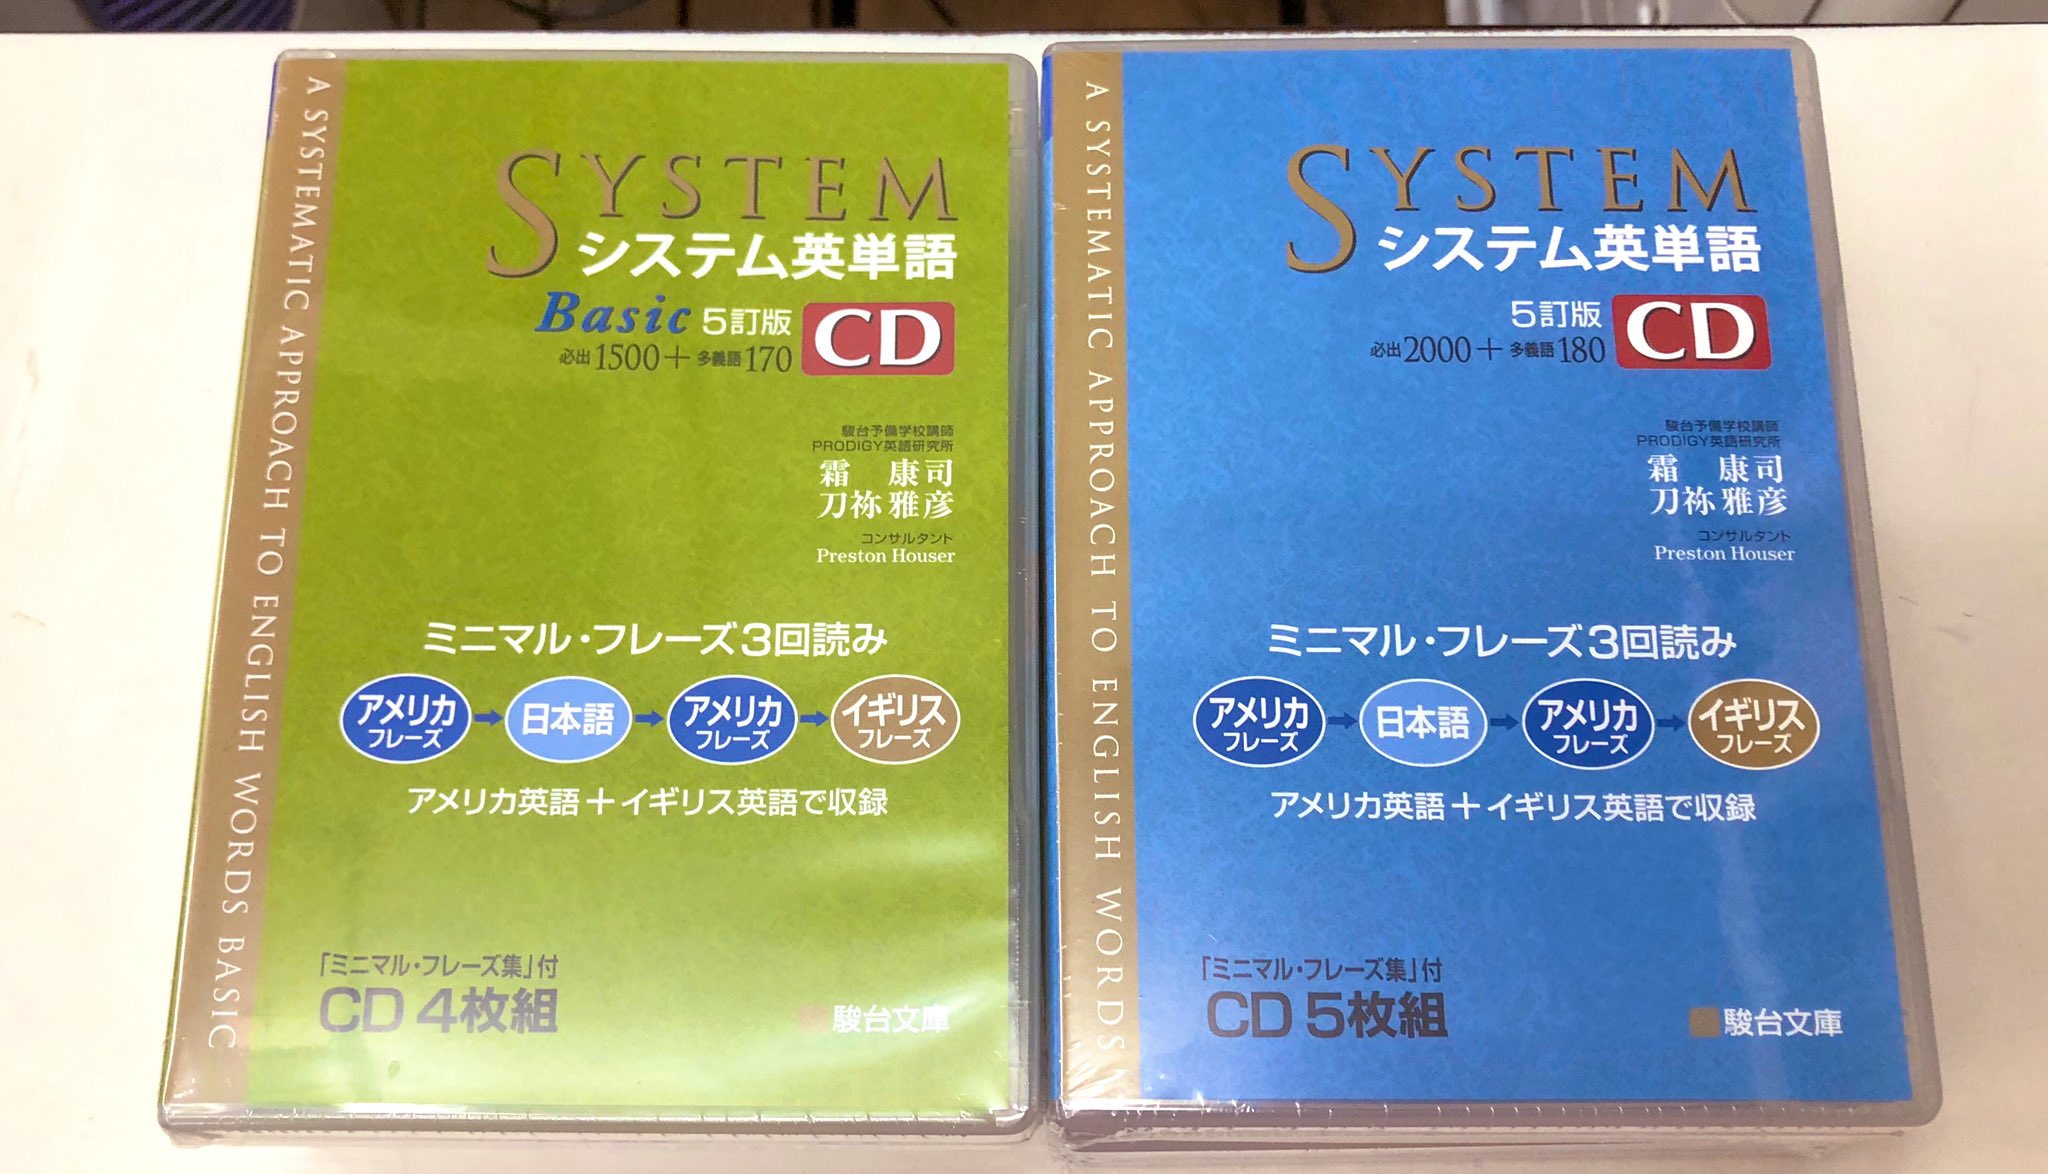 A SYSTEMATIC APPROACH TO ENGLISH WORDS BASIC
SYSTEM
システム英単語
Basic 5訂版 CD
必出1500+多義語170
駿台予備学校講師
PRODIGY英語研究所
霜 康司
刀祢雅彦
コンサルタント
Preston Houser
ミニマル・フレーズ3回読み
アメリカフレーズ→日本語→アメリカフレーズ→イギリスフレーズ
アメリカ英語+イギリス英語で収録
「ミニマル・フレーズ集」付
CD 4枚組
駿台文庫
A SYSTEMATIC APPROACH TO ENGLISH WORDS
SYSTEM
システム英単語
5訂版 CD
必出2000+多義語180
駿台予備学校講師
PRODIGY英語研究所
霜 康司
刀祢雅彦
コンサルタント
Preston Houser
ミニマル・フレーズ3回読み
アメリカフレーズ→日本語→アメリカフレーズ→イギリスフレーズ
アメリカ英語+イギリス英語で収録
「ミニマル・フレーズ集」付
CD 5枚組
駿台文庫